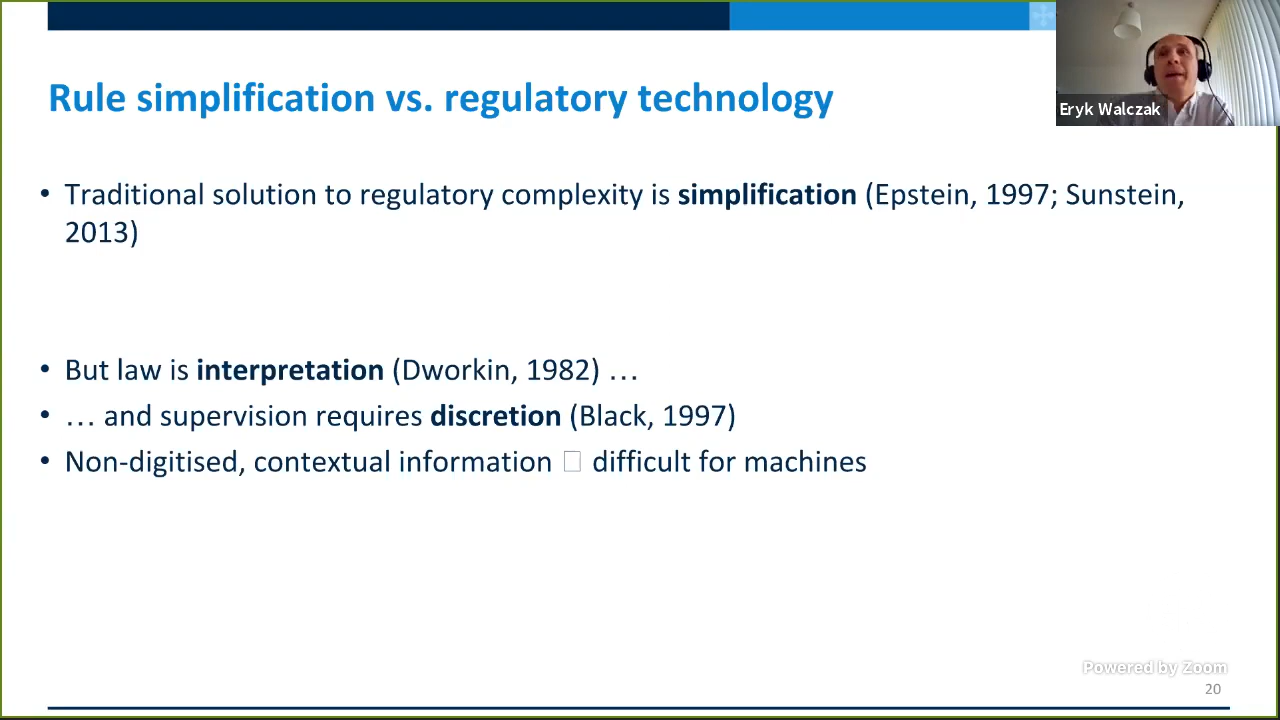 Rule simplification vs. regulatory technology
Eryk Walczak
• Traditional solution to regulatory complexity is simplification (Epstein, 1997; Sunstein,
2013)
• But law is interpretation (Dworkin, 1982) …
• … and supervision requires discretion (Black, 1997)
• Non-digitised, contextual information □ difficult for machines
Powered by Zoom
20